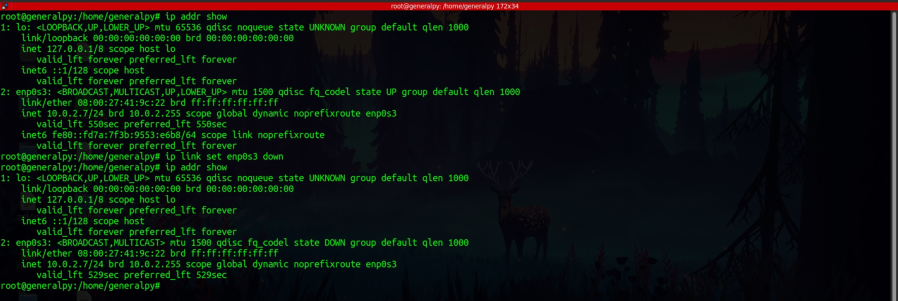 root@generalpy:/home/generalpy 172x34
root@generalpy:/home/generalpy# ip addr show
1: lo: <LOOPBACK,UP,LOWER_UP> mtu 65536 qdisc noqueue state UNKNOWN group default qlen 1000
    link/loopback 00:00:00:00:00:00 brd 00:00:00:00:00:00
    inet 127.0.0.1/8 scope host lo
       valid_lft forever preferred_lft forever
    inet6 ::1/128 scope host
       valid_lft forever preferred_lft forever
2: enp0s3: <BROADCAST,MULTICAST,UP,LOWER_UP> mtu 1500 qdisc fq_codel state UP group default qlen 1000
    link/ether 08:00:27:41:9c:22 brd ff:ff:ff:ff:ff:ff
    inet 10.0.2.7/24 brd 10.0.2.255 scope global dynamic noprefixroute enp0s3
       valid_lft 550sec preferred_lft 550sec
    inet6 fe80::fd7a:7f3b:9553:e6b8/64 scope link noprefixroute
       valid_lft forever preferred_lft forever
root@generalpy:/home/generalpy# ip link set enp0s3 down
root@generalpy:/home/generalpy# ip addr show
1: lo: <LOOPBACK,UP,LOWER_UP> mtu 65536 qdisc noqueue state UNKNOWN group default qlen 1000
    link/loopback 00:00:00:00:00:00 brd 00:00:00:00:00:00
    inet 127.0.0.1/8 scope host lo
       valid_lft forever preferred_lft forever
    inet6 ::1/128 scope host
       valid_lft forever preferred_lft forever
2: enp0s3: <BROADCAST,MULTICAST> mtu 1500 qdisc fq_codel state DOWN group default qlen 1000
    link/ether 08:00:27:41:9c:22 brd ff:ff:ff:ff:ff:ff
    inet 10.0.2.7/24 brd 10.0.2.255 scope global dynamic noprefixroute enp0s3
       valid_lft 529sec preferred_lft 529sec
root@generalpy:/home/generalpy#